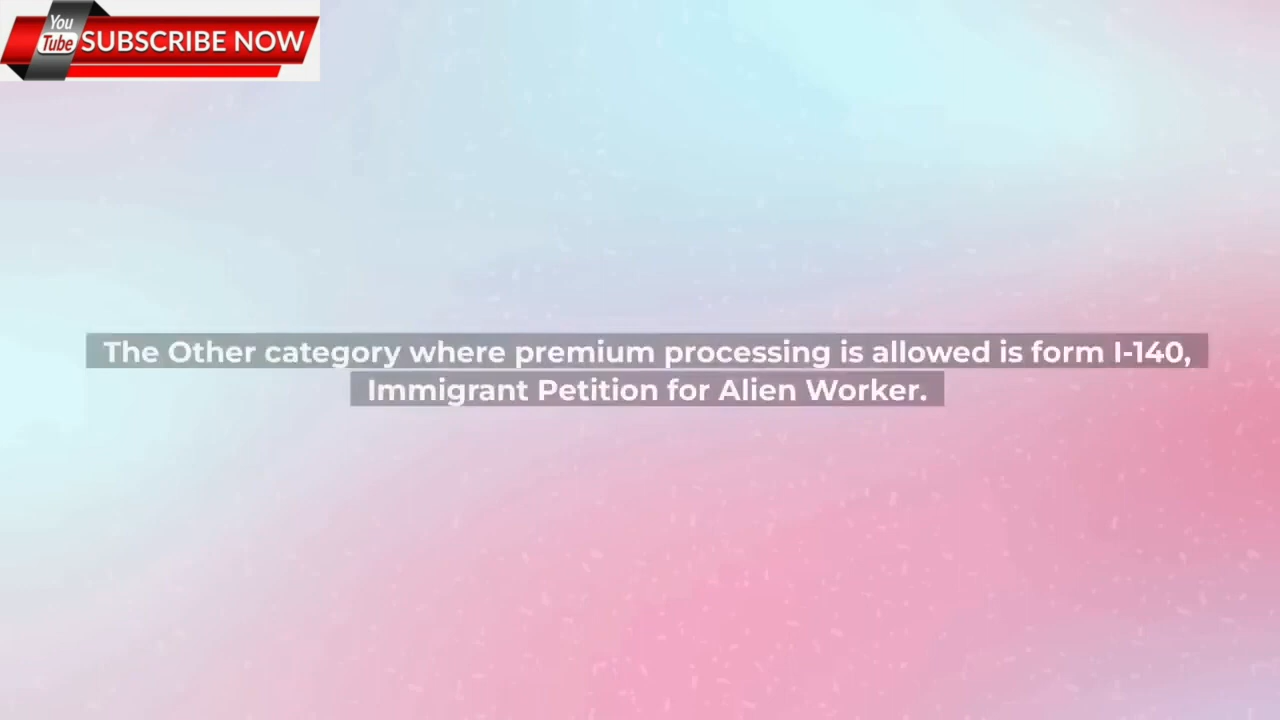 You
Tube SUBSCRIBE NOW
The Other category where premium processing is allowed is form I-140,
Immigrant Petition for Alien Worker.